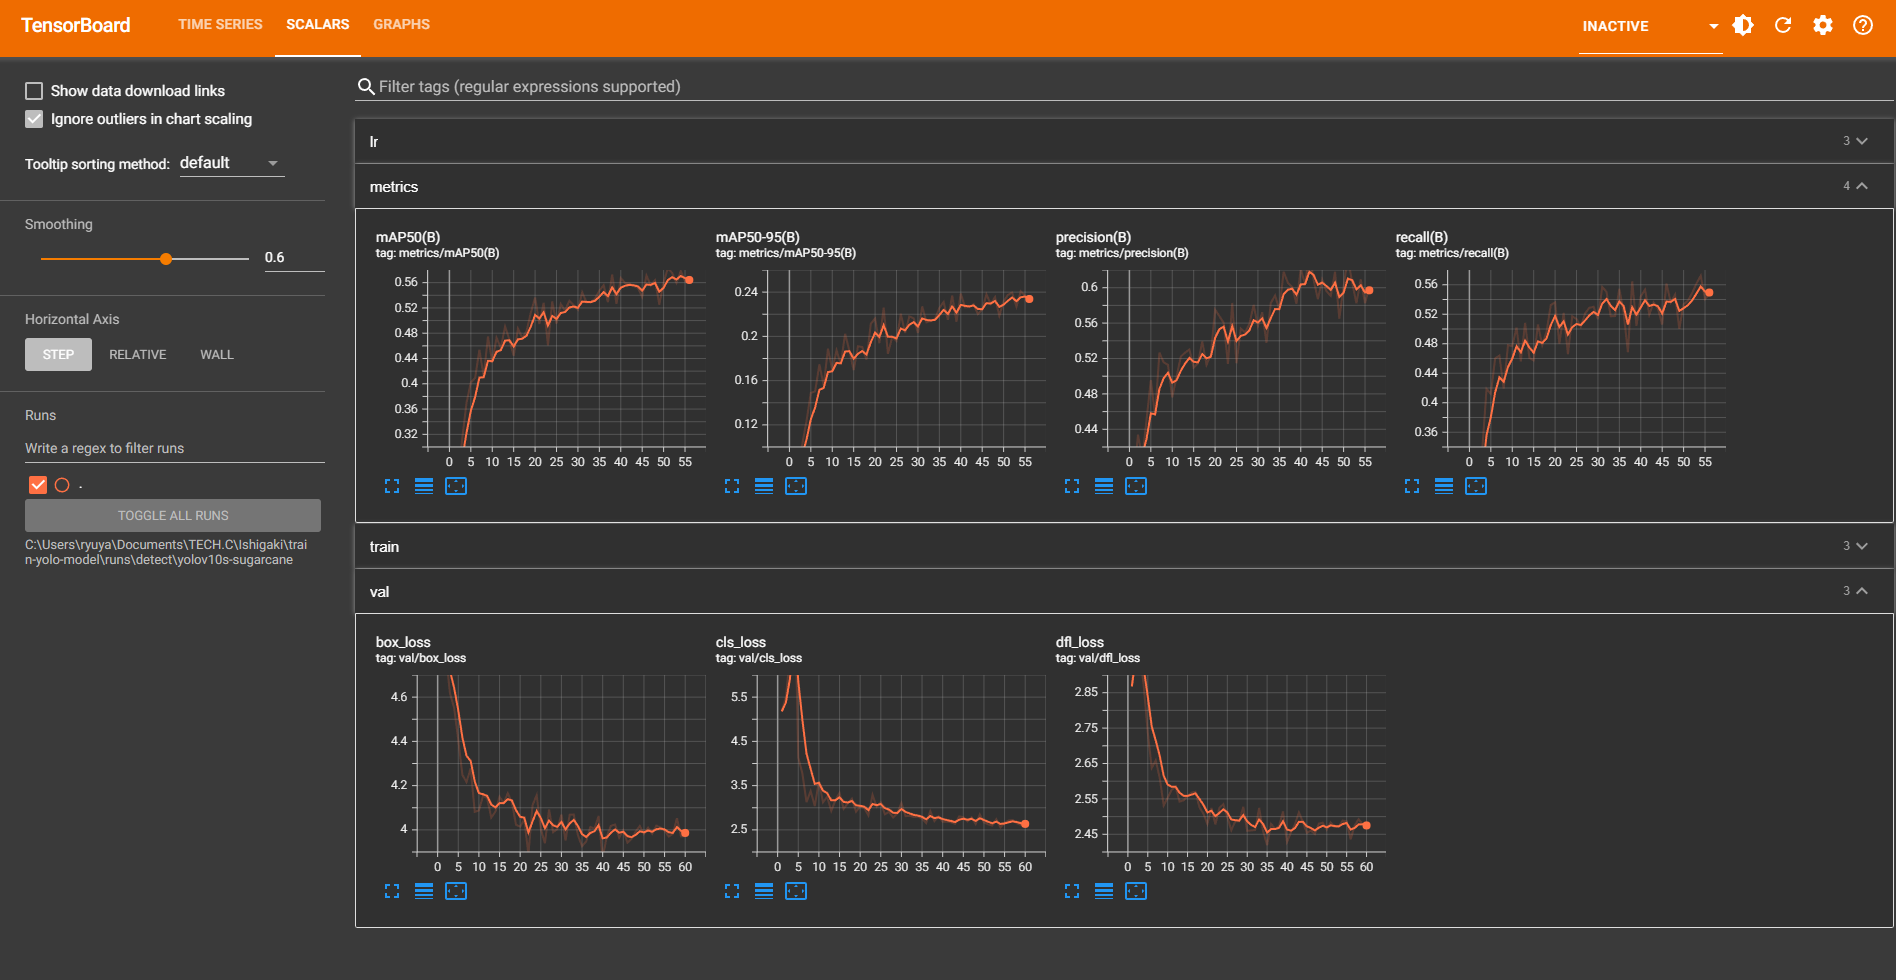 TensorBoard
TIME SERIES SCALARS GRAPHS
INACTIVE
Show data download links
Ignore outliers in chart scaling
Tooltip sorting method: default
Smoothing
0.6
Horizontal Axis
STEP RELATIVE WALL
Runs
Write a regex to filter runs
.
TOGGLE ALL RUNS
C:\Users\ryuya\Documents\TECH.C\Ishigaki\trai
n-yolo-model\runs\detect\yolov10s-sugarcane
Filter tags (regular expressions supported)
lr 3
metrics 4
mAP50(B)
tag: metrics/mAP50(B)
0.56
0.52
0.48
0.44
0.4
0.36
0.32
0 5 10 15 20 25 30 35 40 45 50 55
mAP50-95(B)
tag: metrics/mAP50-95(B)
0.24
0.2
0.16
0.12
0 5 10 15 20 25 30 35 40 45 50 55
precision(B)
tag: metrics/precision(B)
0.6
0.56
0.52
0.48
0.44
0 5 10 15 20 25 30 35 40 45 50 55
recall(B)
tag: metrics/recall(B)
0.56
0.52
0.48
0.44
0.4
0.36
0 5 10 15 20 25 30 35 40 45 50 55
train 3
val 3
box_loss
tag: val/box_loss
4.6
4.4
4.2
4
0 5 10 15 20 25 30 35 40 45 50 55 60
cls_loss
tag: val/cls_loss
5.5
4.5
3.5
2.5
0 5 10 15 20 25 30 35 40 45 50 55 60
dfl_loss
tag: val/dfl_loss
2.85
2.75
2.65
2.55
2.45
0 5 10 15 20 25 30 35 40 45 50 55 60